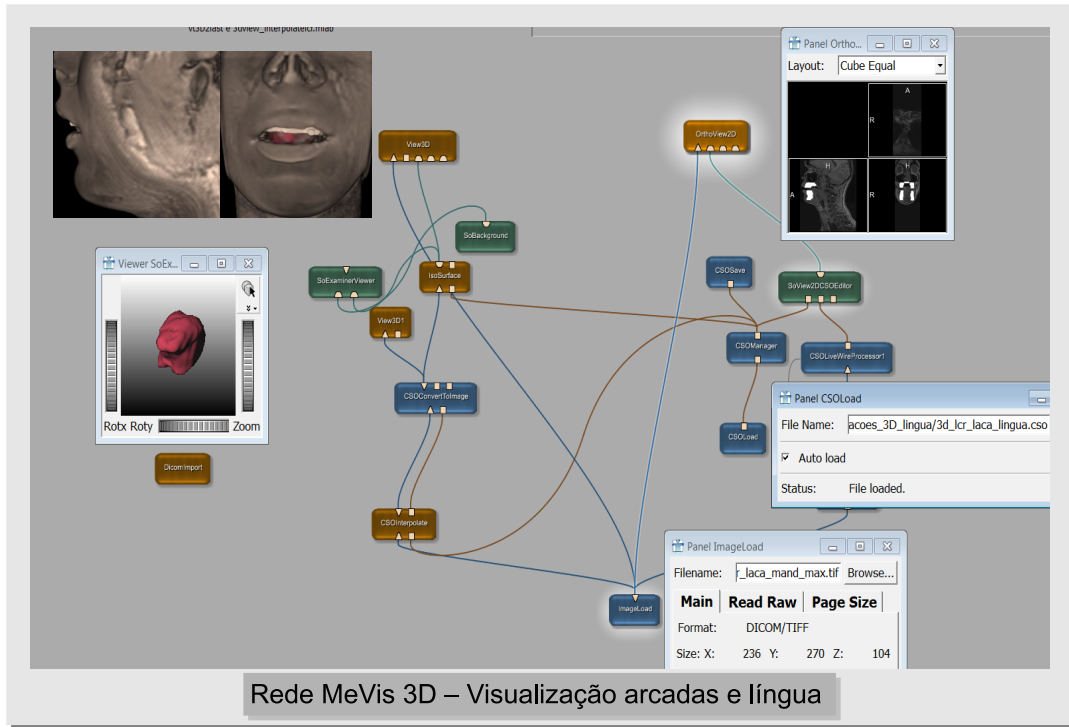 vt3D2fast e 3Dview_interpolatelcr.mlab
Panel Ortho...
Layout: Cube Equal
A
R
H
A
H
R
View3D
OrthoView2D
SoBackground
Viewer SoEx...
SoExaminerViewer
IsoSurface
CSOSave
SoView2DCSOEditor
View3D1
CSOManager
CSOLiveWireProcessor1
CSOConvertToImage
Panel CSOLoad
File Name: acoes_3D_lingua/3d_lcr_laca_lingua.cso
Rotx Roty Zoom
CSOLoad
Auto load
DicomImport
Status: File loaded.
CSOInterpolate
Panel ImageLoad
Filename: r_laca_mand_max.tif Browse...
ImageLoad
Main Read Raw Page Size
Format: DICOM/TIFF
Size: X: 236 Y: 270 Z: 104
Rede MeVis 3D – Visualização arcadas e língua